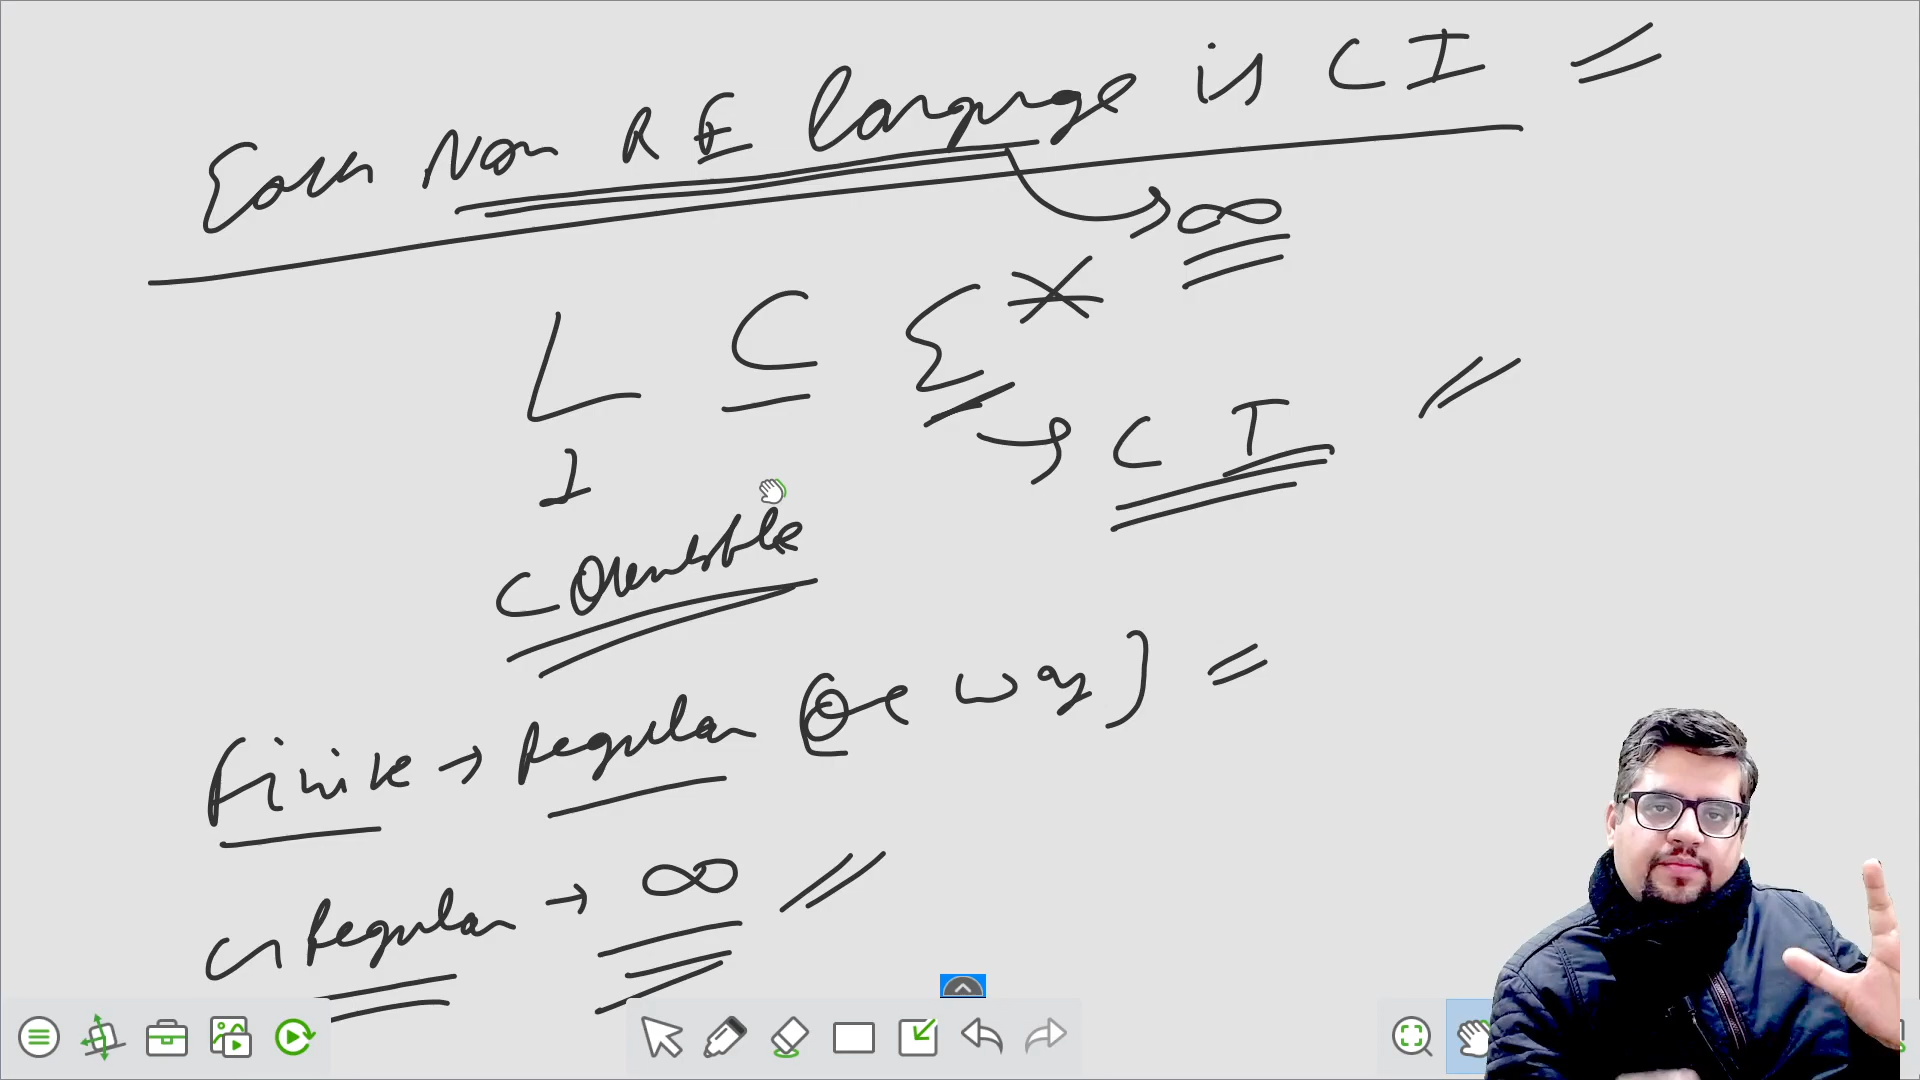 Each Non RE language is CI
∞
L ⊆ Σ*
CI
I
Countable
finite → Regular (One way)
Regular → ∞